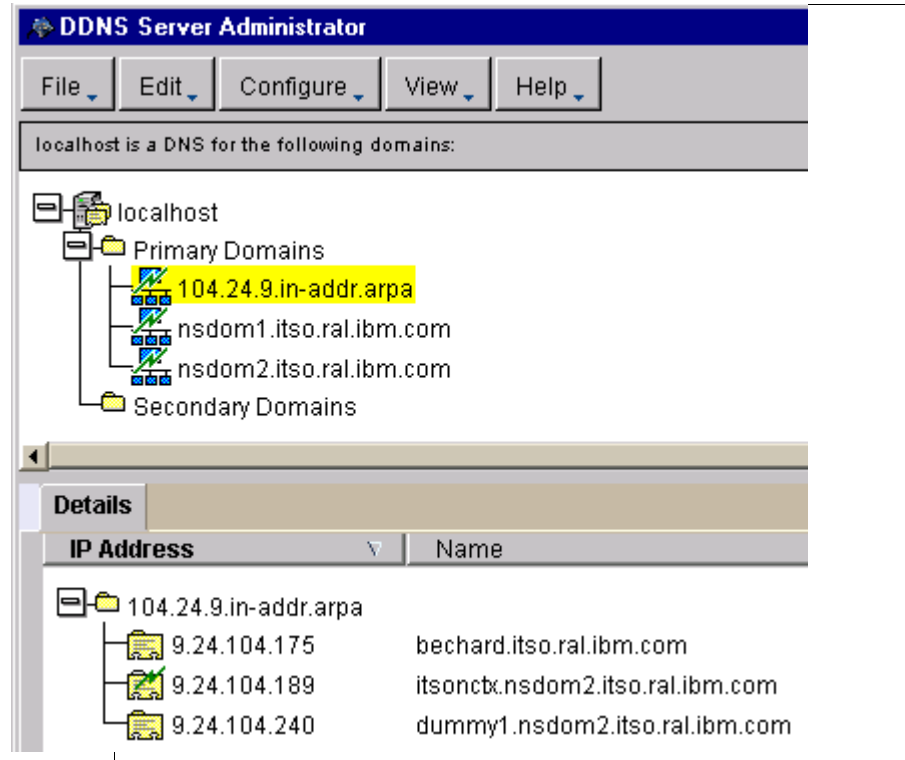 DDNS Server Administrator
File Edit Configure View Help
localhost is a DNS for the following domains:
localhost
Primary Domains
104.24.9.in-addr.arpa
nsdom1.itso.ral.ibm.com
nsdom2.itso.ral.ibm.com
Secondary Domains
Details
IP Address Name
104.24.9.in-addr.arpa
9.24.104.175 bechard.itso.ral.ibm.com
9.24.104.189 itsonctx.nsdom2.itso.ral.ibm.com
9.24.104.240 dummy1.nsdom2.itso.ral.ibm.com